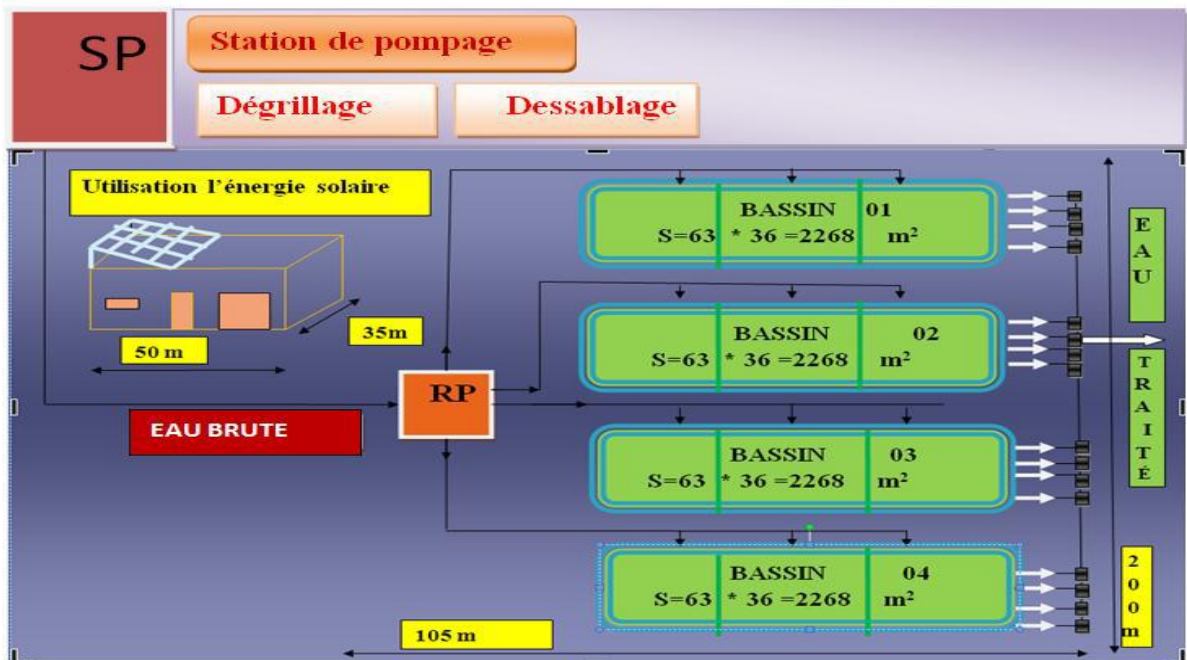 SP
Station de pompage
Dégrillage
Dessablage
Utilisation l'énergie solaire
35m
50 m
RP
EAU BRUTE
BASSIN 01
S=63 * 36 =2268 m²
BASSIN 02
S=63 * 36 =2268 m²
BASSIN 03
S=63 * 36 =2268 m²
BASSIN 04
S=63 * 36 =2268 m²
EAU
TRAITÉ
200m
105 m